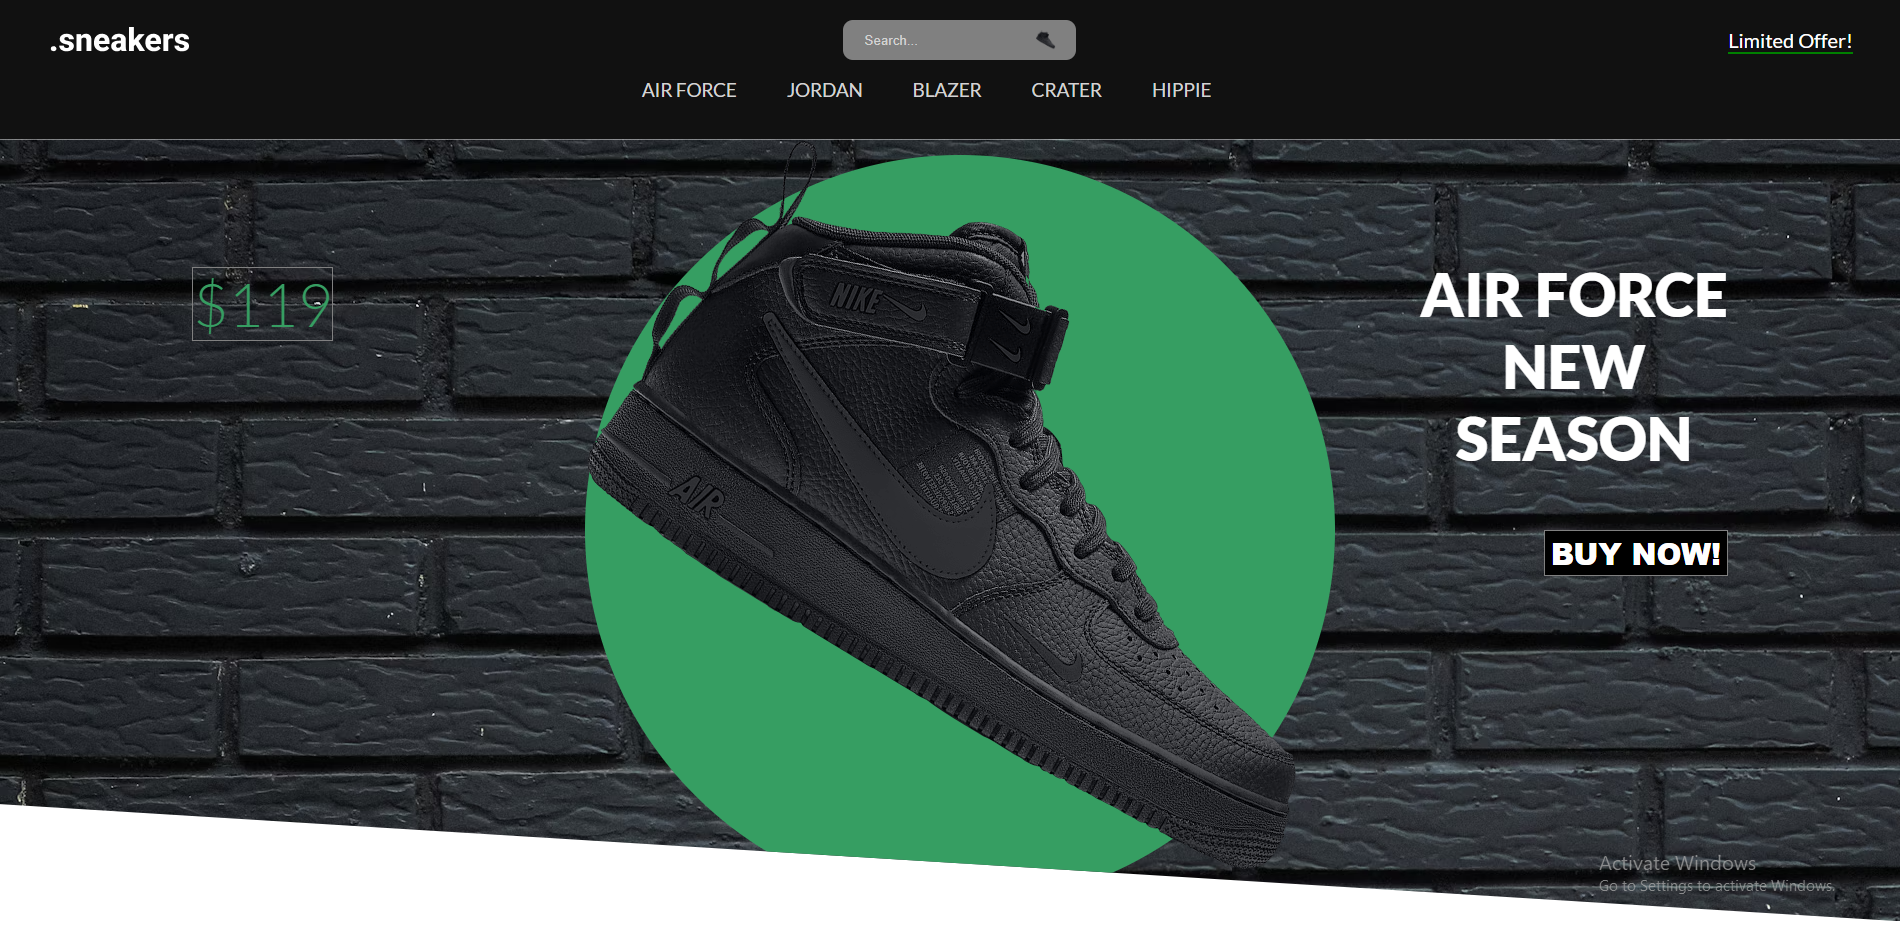 .sneakers
Search...
Limited Offer!
AIR FORCE
JORDAN
BLAZER
CRATER
HIPPIE
$119
NIKE
AIR
AIR FORCE
NEW
SEASON
BUY NOW!
Activate Windows
Go to Settings to activate Windows.